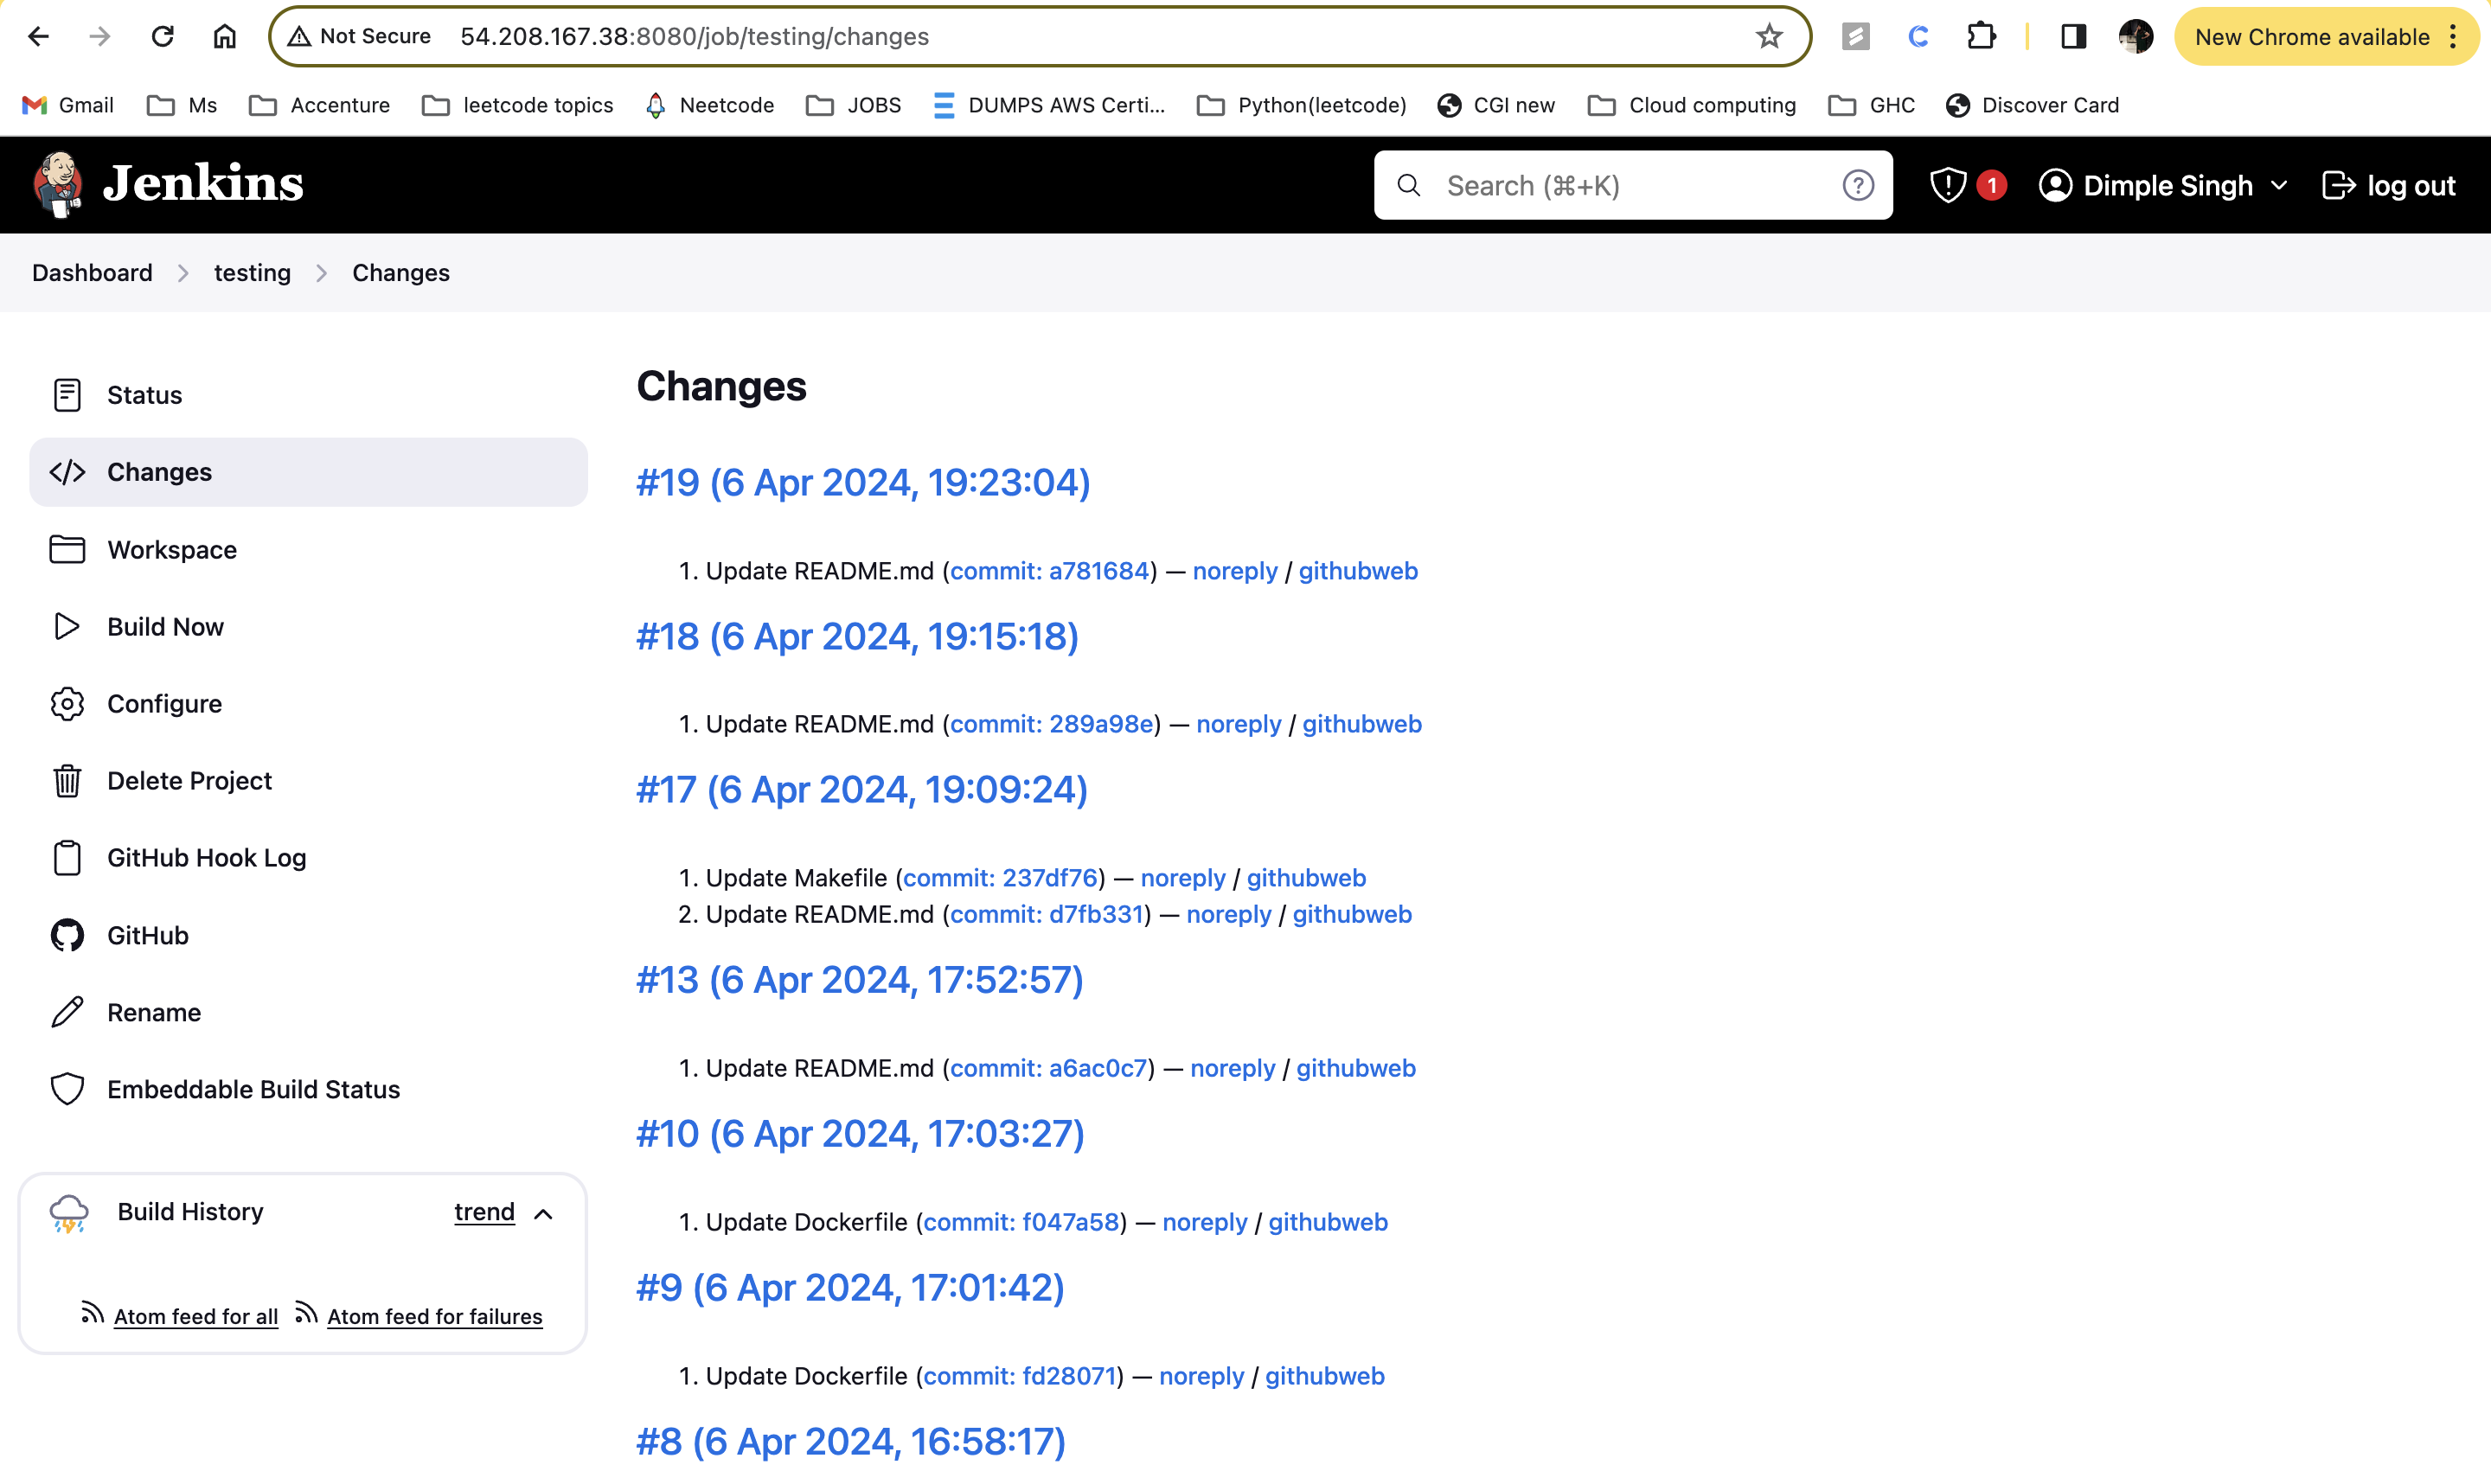 Not Secure 54.208.167.38:8080/job/testing/changes
New Chrome available
Gmail Ms Accenture leetcode topics Neetcode JOBS DUMPS AWS Certi... Python(leetcode) CGI new Cloud computing GHC Discover Card
Jenkins
Search (⌘+K)
1
Dimple Singh
log out
Dashboard > testing > Changes
Status
Changes
Workspace
Build Now
Configure
Delete Project
GitHub Hook Log
GitHub
Rename
Embeddable Build Status
Build History trend
Atom feed for all Atom feed for failures
Changes
#19 (6 Apr 2024, 19:23:04)
1. Update README.md (commit: a781684) — noreply / githubweb
#18 (6 Apr 2024, 19:15:18)
1. Update README.md (commit: 289a98e) — noreply / githubweb
#17 (6 Apr 2024, 19:09:24)
1. Update Makefile (commit: 237df76) — noreply / githubweb
2. Update README.md (commit: d7fb331) — noreply / githubweb
#13 (6 Apr 2024, 17:52:57)
1. Update README.md (commit: a6ac0c7) — noreply / githubweb
#10 (6 Apr 2024, 17:03:27)
1. Update Dockerfile (commit: f047a58) — noreply / githubweb
#9 (6 Apr 2024, 17:01:42)
1. Update Dockerfile (commit: fd28071) — noreply / githubweb
#8 (6 Apr 2024, 16:58:17)